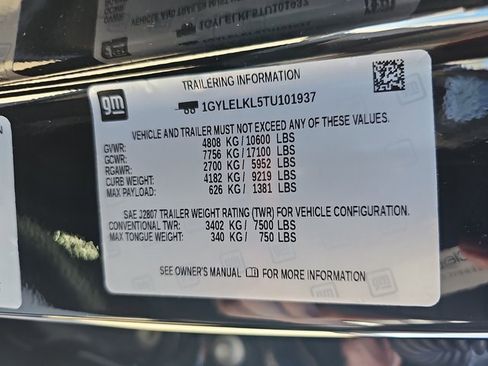 TRAILERING INFORMATION
gm
1GYLELKL5TU101937
VEHICLE AND TRAILER MUST NOT EXCEED ANY OF THESE VALUES.
GVWR: 4808 KG / 10600 LBS
GCWR: 7756 KG / 17100 LBS
RGAWR: 2700 KG / 5952 LBS
CURB WEIGHT: 4182 KG / 9219 LBS
MAX PAYLOAD: 626 KG / 1381 LBS
SAE J2807 TRAILER WEIGHT RATING (TWR) FOR VEHICLE CONFIGURATION.
CONVENTIONAL TWR: 3402 KG / 7500 LBS
MAX TONGUE WEIGHT: 340 KG / 750 LBS
SEE OWNER'S MANUAL FOR MORE INFORMATION